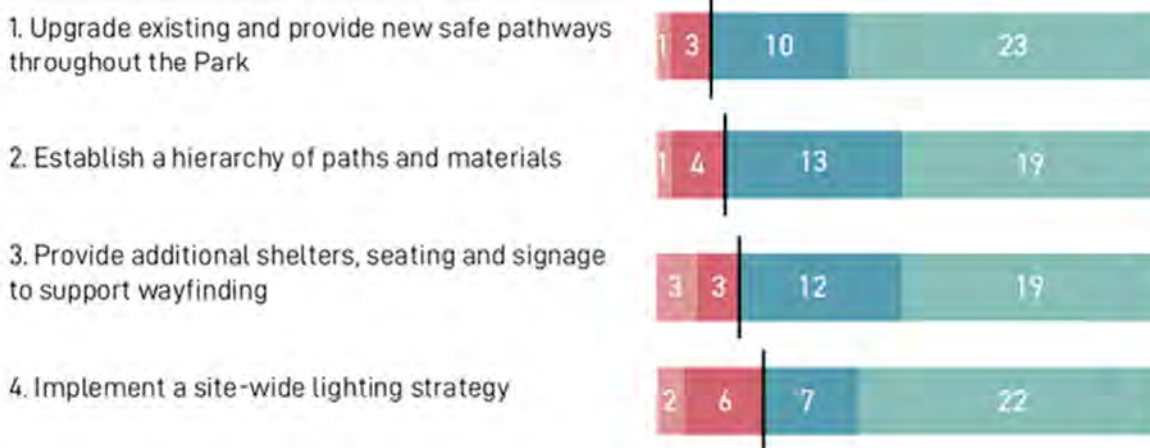 1. Upgrade existing and provide new safe pathways
throughout the Park
1 3 10 23
2. Establish a hierarchy of paths and materials
1 4 13 19
3. Provide additional shelters, seating and signage
to support wayfinding
3 3 12 19
4. Implement a site-wide lighting strategy
2 6 7 22